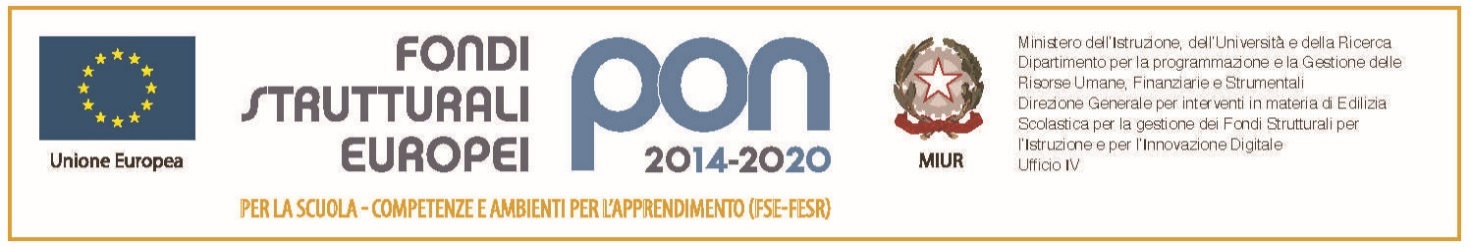 Unione Europea
FONDI
STRUTTURALI
EUROPEI
pon
2014-2020
PER LA SCUOLA - COMPETENZE E AMBIENTI PER L'APPRENDIMENTO (FSE-FESR)
MIUR
Ministero dell'Istruzione, dell'Università e della Ricerca
Dipartimento per la programmazione e la Gestione delle
Risorse Umane, Finanziarie e Strumentali
Direzione Generale per interventi in materia di Edilizia
Scolastica per la gestione dei Fondi Strutturali per
l'Istruzione e per l'Innovazione Digitale
Ufficio IV